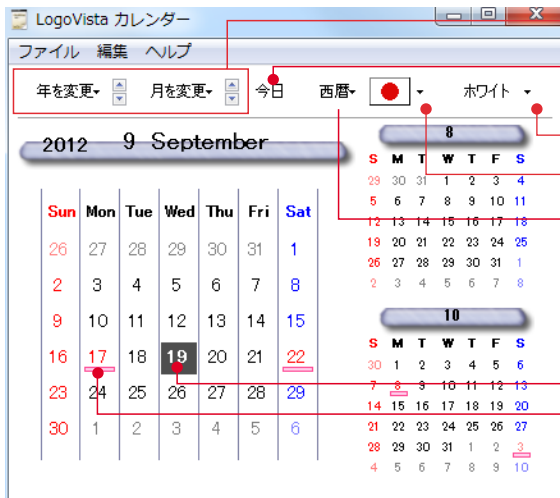 LogoVista カレンダー
ファイル 編集 ヘルプ
年を変更 月を変更 今日 西暦 ホワイト
2012 9 September
Sun Mon Tue Wed Thu Fri Sat
26 27 28 29 30 31 1
2 3 4 5 6 7 8
9 10 11 12 13 14 15
16 17 18 19 20 21 22
23 24 25 26 27 28 29
30 1 2 3 4 5 6
8
S M T W T F S
29 30 31 1 2 3 4
5 6 7 8 9 10 11
12 13 14 15 16 17 18
19 20 21 22 23 24 25
26 27 28 29 30 31 1
2 3 4 5 6 7 8
10
S M T W T F S
30 1 2 3 4 5 6
7 8 9 10 11 12 13
14 15 16 17 18 19 20
21 22 23 24 25 26 27
28 29 30 31 1 2 3
4 5 6 7 8 9 10